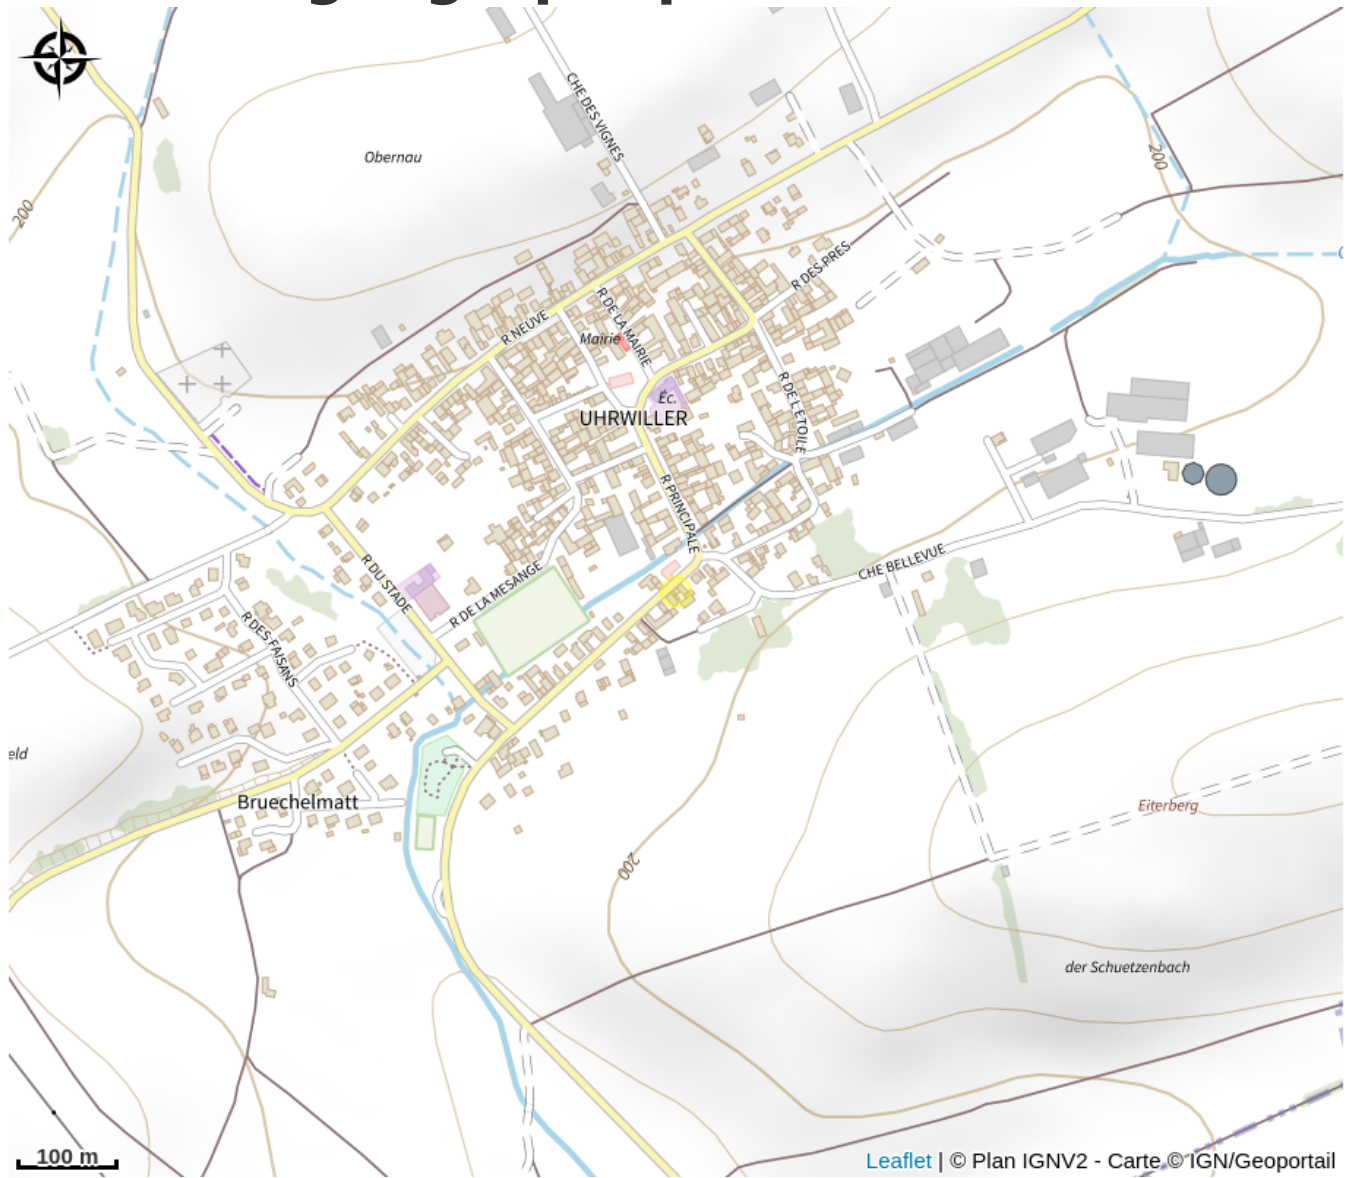 CHE DES VIGNES
Obernau
200
200
R DES PRES
R NEUVE
R DE LA MAIRIE
Mairie
Éc.
UHRWILLER
R DE L'ETOILE
R PRINCIPALE
CHE BELLEVUE
R DU STADE
R DE LA MESANGE
R DES FAISANS
eld
Bruechelmatt
Eiterberg
200
der Schuetzenbach
100 m
Leaflet | © Plan IGNV2 - Carte © IGN/Geoportail